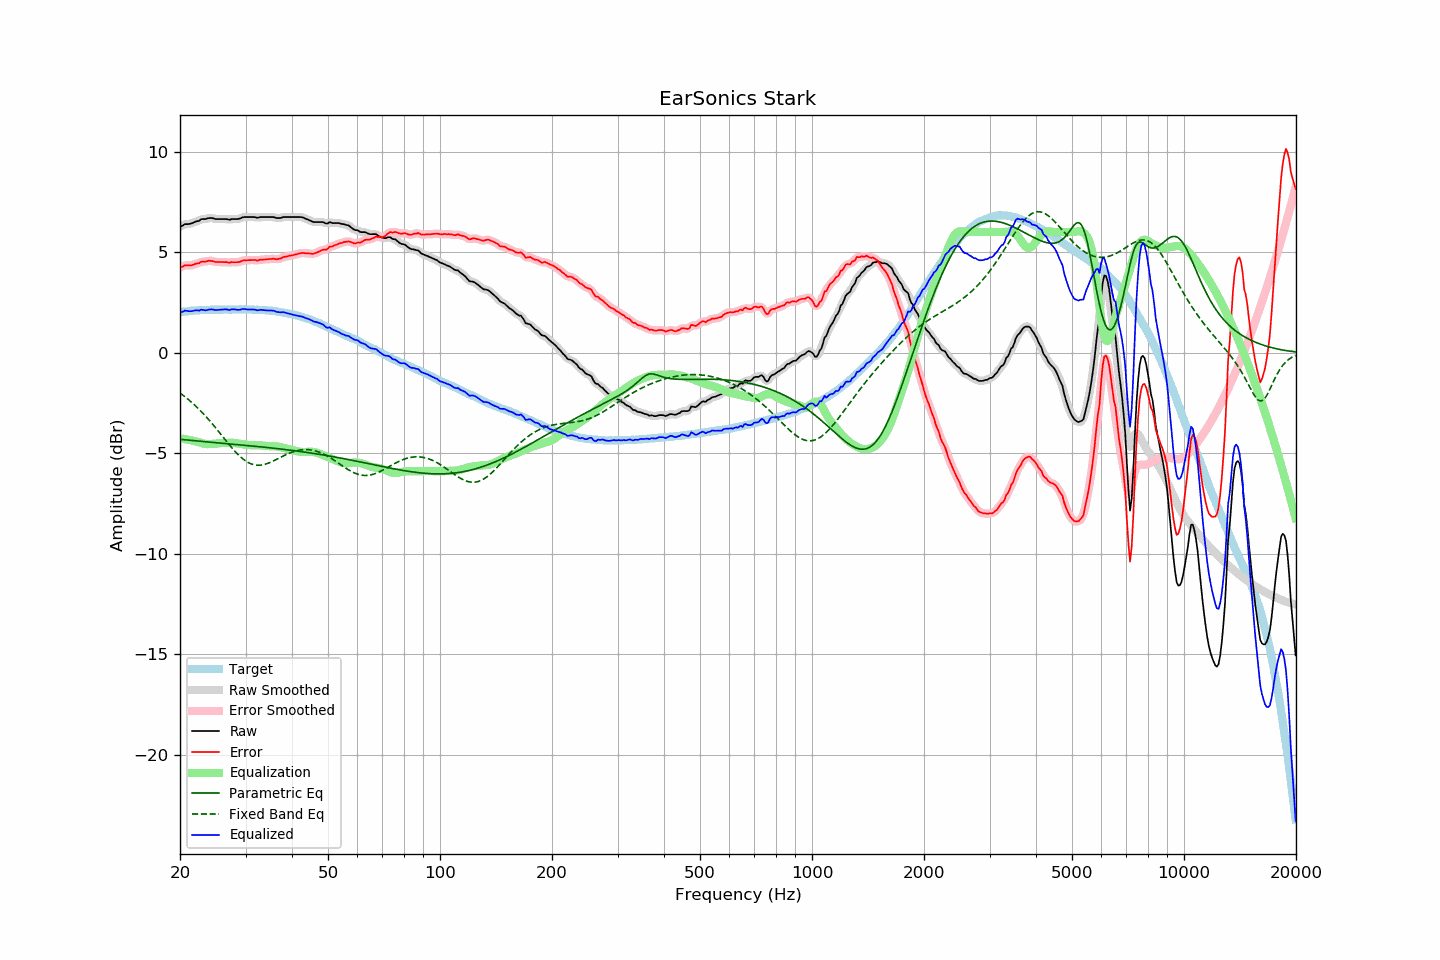 EarSonics Stark
10
5
0
−5
−10
−15
−20
Amplitude (dBr)
Target
Raw Smoothed
Error Smoothed
Raw
Error
Equalization
Parametric Eq
Fixed Band Eq
Equalized
20 50 100 200 500 1000 2000 5000 10000 20000
Frequency (Hz)